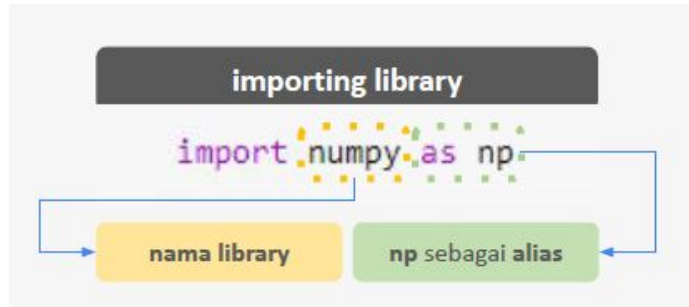 importing library
import numpy as np
nama library
np sebagai alias